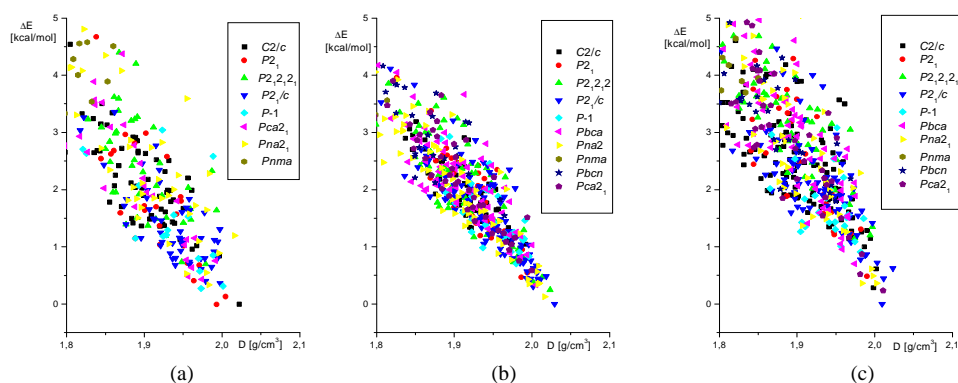 ΔE
[kcal/mol]
5
4
3
2
1
0
1,8
1,9
2,0
2,1
D [g/cm³]
C2/c
P2₁
P2₁2₁2₁
P2₁/c
P-1
Pca2₁
Pna2₁
Pnma
(a)
ΔE
[kcal/mol]
5
4
3
2
1
0
1,8
1,9
2,0
2,1
D [g/cm³]
C2/c
P2₁
P2₁2₁2
P2₁/c
P-1
Pbca
Pna2
Pnma
Pbcn
Pca2₁
(b)
ΔE
[kcal/mol]
5
4
3
2
1
0
1,8
1,9
2,0
2,1
D [g/cm³]
C2/c
P2₁
P2₁2₁2₁
P2₁/c
P-1
Pbca
Pna2₁
Pnma
Pbcn
Pca2₁
(c)